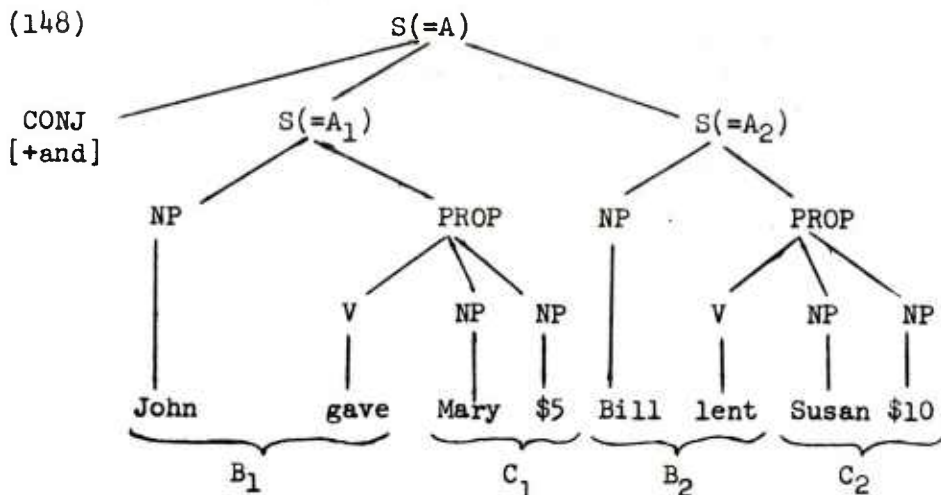 (148) S(=A)
CONJ S(=A₁) S(=A₂)
[+and]
NP PROP NP PROP
V NP NP V NP NP
John gave Mary $5 Bill lent Susan $10
B₁ C₁ B₂ C₂